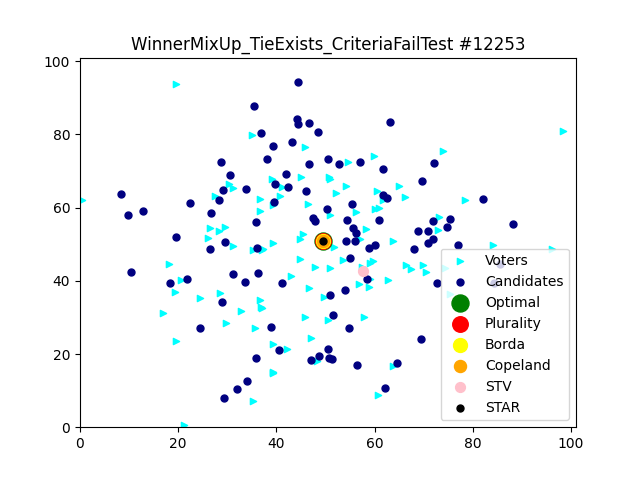 WinnerMixUp_TieExists_CriteriaFailTest #12253
100
80
60
40
20
0
0
20
40
60
80
100
Voters
Candidates
Optimal
Plurality
Borda
Copeland
STV
STAR